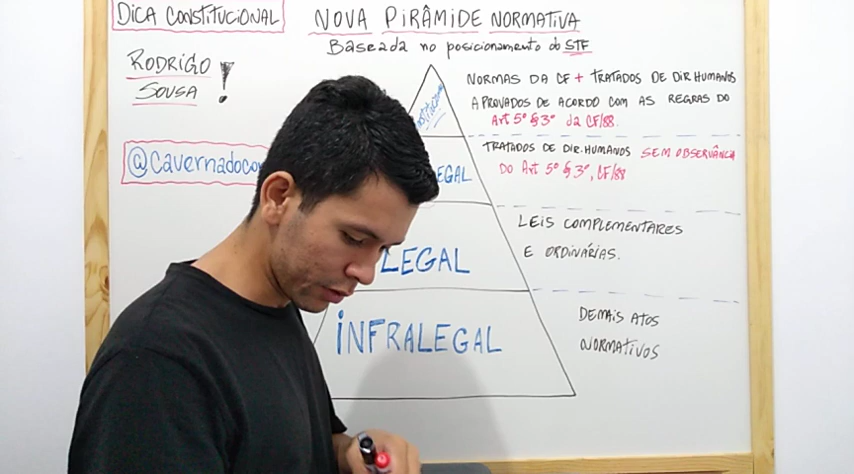 DICA CONSTITUCIONAL
NOVA PIRÂMIDE NORMATIVA
Baseada no posicionamento do STF
RODRIGO
SOUSA !
@cavernadocon
NORMAS DA CF + TRATADOS DE DIR HUMANOS
APROVADOS DE ACORDO COM AS REGRAS DO
Art 5º § 3º da CF/88.
TRATADOS DE DIR. HUMANOS SEM OBSERVÂNCIA
DO Art 5º § 3º, CF/88
EGAL
LEIS COMPLEMENTARES
E ORDINÁRIAS.
LEGAL
DEMAIS ATOS
NORMATIVOS
INFRALEGAL